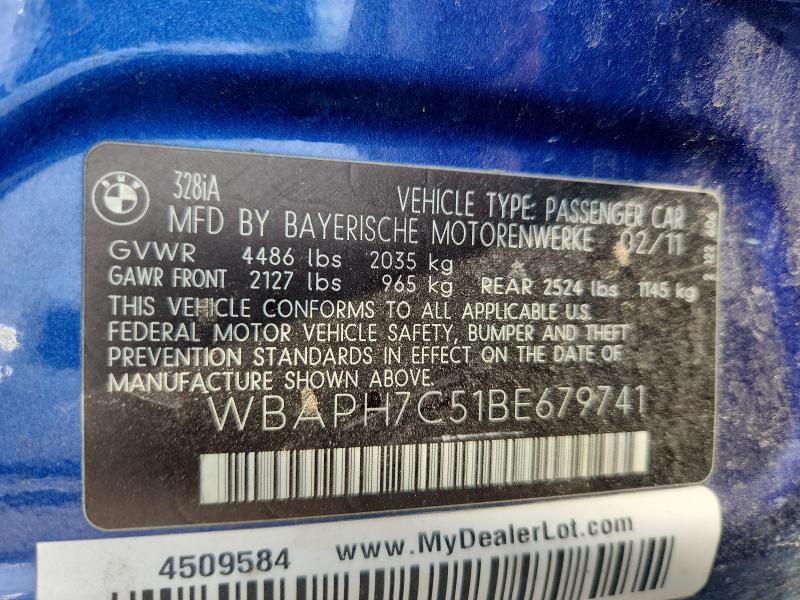 BMW
328iA
VEHICLE TYPE: PASSENGER CAR
MFD BY BAYERISCHE MOTORENWERKE 02/11
GVWR 4486 lbs 2035 kg
GAWR FRONT 2127 lbs 965 kg REAR 2524 lbs 1145 kg
THIS VEHICLE CONFORMS TO ALL APPLICABLE U.S.
FEDERAL MOTOR VEHICLE SAFETY, BUMPER AND THEFT
PREVENTION STANDARDS IN EFFECT ON THE DATE OF
MANUFACTURE SHOWN ABOVE.
WBAPH7C51BE679741
4509584 www.MyDealerLot.com